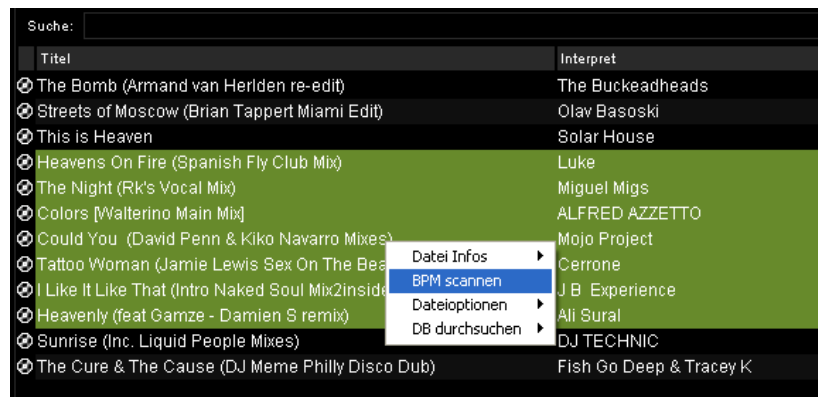 Suche:
Titel Interpret
The Bomb (Armand van Herlden re-edit) The Buckeadheads
Streets of Moscow (Brian Tappert Miami Edit) Olav Basoski
This is Heaven Solar House
Heavens On Fire (Spanish Fly Club Mix) Luke
The Night (Rk's Vocal Mix) Miguel Migs
Colors [Walterino Main Mix] ALFRED AZZETTO
Could You (David Penn & Kiko Navarro Mixes) Mojo Project
Datei Infos
Tattoo Woman (Jamie Lewis Sex On The Bea Cerrone
BPM scannen
I Like It Like That (Intro Naked Soul Mix2inside J B Experience
Dateioptionen
Heavenly (feat Gamze - Damien S remix) Ali Sural
DB durchsuchen
Sunrise (Inc. Liquid People Mixes) DJ TECHNIC
The Cure & The Cause (DJ Meme Philly Disco Dub) Fish Go Deep & Tracey K